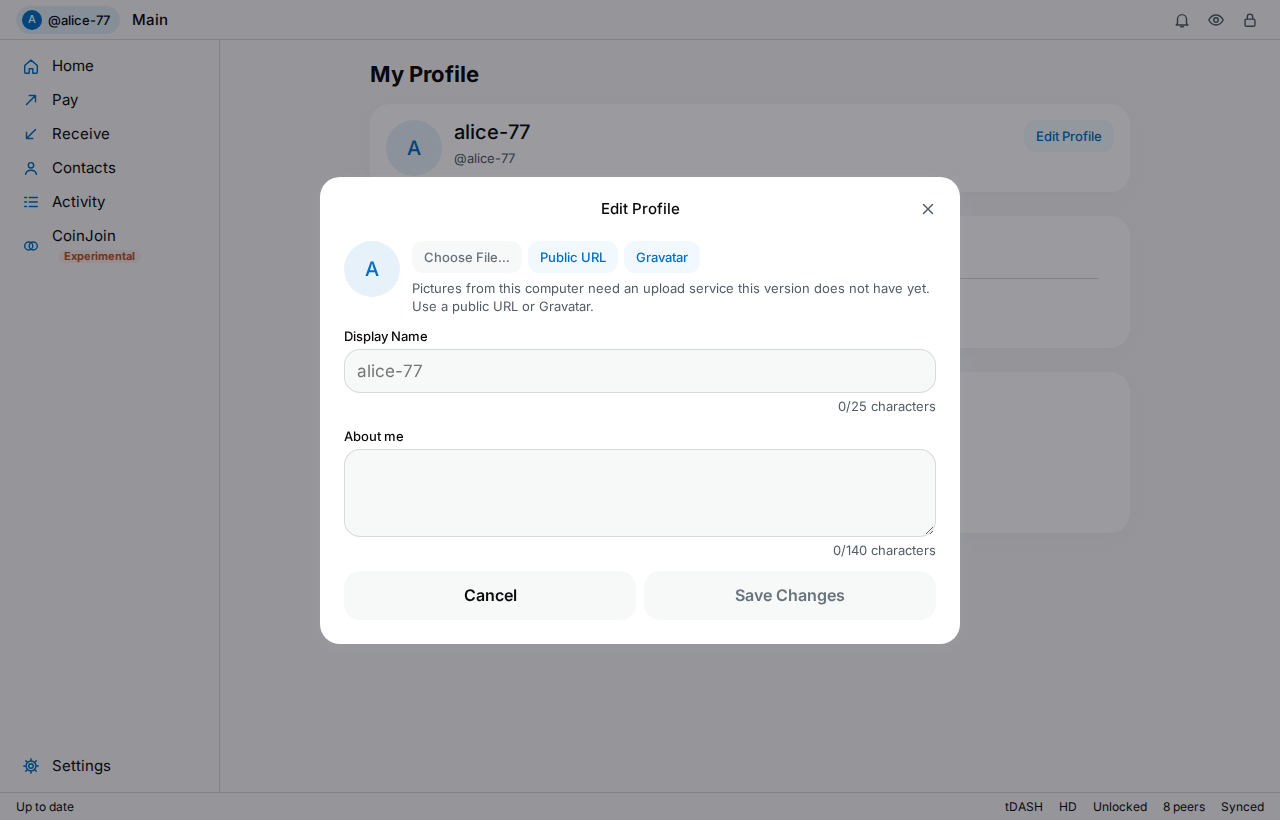 A @alice-77 Main
Home
Pay
Receive
Contacts
Activity
CoinJoin
Experimental
Settings
My Profile
A
alice-77
@alice-77
Edit Profile
Edit Profile
A
Choose File... Public URL Gravatar
Pictures from this computer need an upload service this version does not have yet.
Use a public URL or Gravatar.
Display Name
alice-77
0/25 characters
About me
0/140 characters
Cancel Save Changes
Up to date tDASH HD Unlocked 8 peers Synced